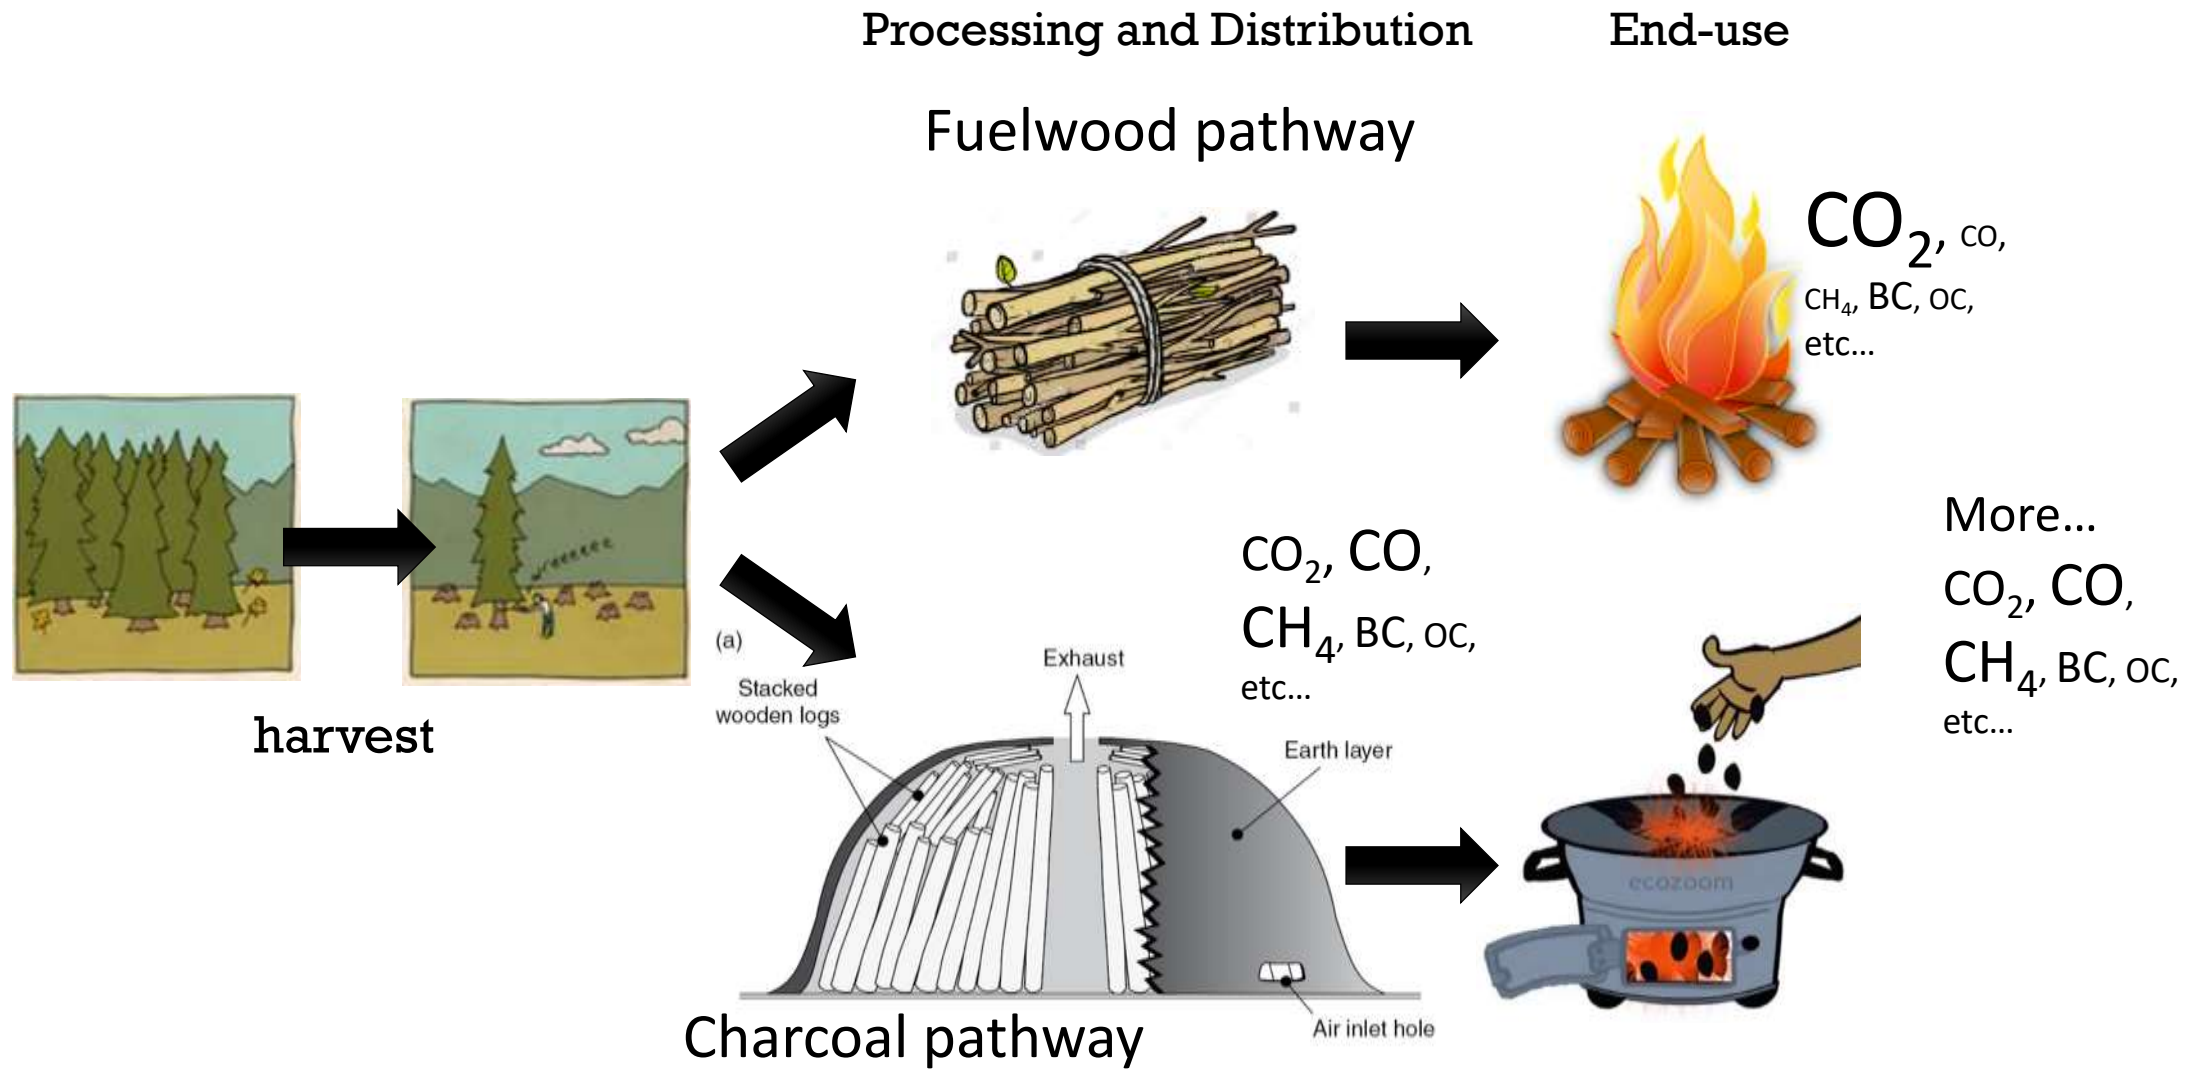 Processing and Distribution
End-use
Fuelwood pathway
CO₂, CO,
CH₄, BC, OC,
etc...
wreeeeee
harvest
(a)
Stacked
wooden logs
Exhaust
CO₂, CO,
CH₄, BC, OC,
etc...
Earth layer
Air inlet hole
Charcoal pathway
More...
CO₂, CO,
CH₄, BC, OC,
etc...
ecozoom